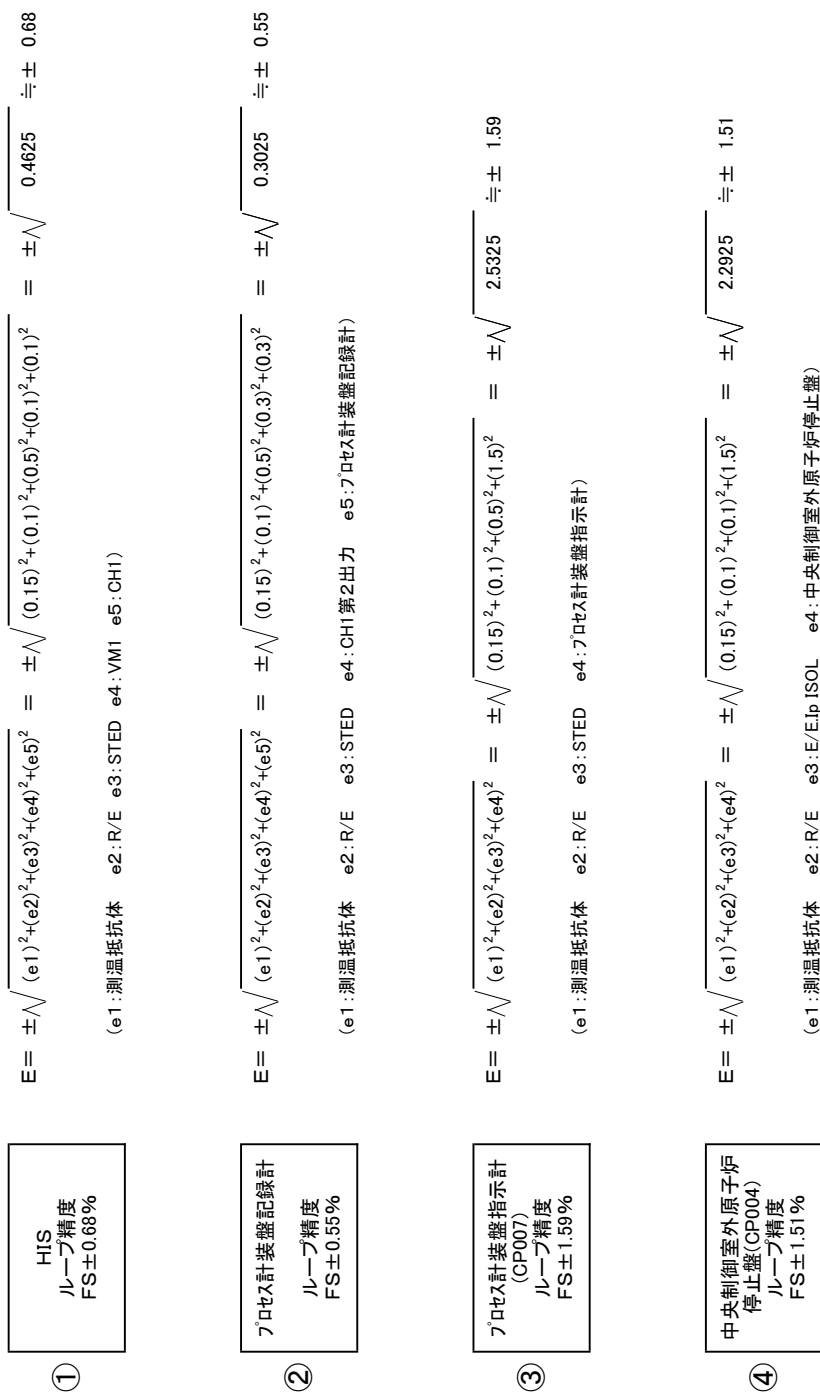 ①
HIS
ループ精度
FS±0.68%
E= ±√ (e1)²+(e2)²+(e3)²+(e4)²+(e5)² = ±√ (0.15)²+(0.1)²+(0.5)²+(0.1)²+(0.1)² = ±√ 0.4625 ≒± 0.68
(e1:測温抵抗体 e2:R/E e3:STED e4:VM1 e5:CH1)
②
プロセス計装盤記録計
ループ精度
FS±0.55%
E= ±√ (e1)²+(e2)²+(e3)²+(e4)²+(e5)² = ±√ (0.15)²+(0.1)²+(0.5)²+(0.3)²+(0.3)² = ±√ 0.3025 ≒± 0.55
(e1:測温抵抗体 e2:R/E e3:STED e4:CH1第2出力 e5:プロセス計装盤記録計)
③
プロセス計装盤指示計
(CP007)
ループ精度
FS±1.59%
E= ±√ (e1)²+(e2)²+(e3)²+(e4)² = ±√ (0.15)²+(0.1)²+(0.5)²+(1.5)² = ±√ 2.5325 ≒± 1.59
(e1:測温抵抗体 e2:R/E e3:STED e4:プロセス計装盤指示計)
④
中央制御室外原子炉
停止盤(CP004)
ループ精度
FS±1.51%
E= ±√ (e1)²+(e2)²+(e3)²+(e4)² = ±√ (0.15)²+(0.1)²+(0.1)²+(1.5)² = ±√ 2.2925 ≒± 1.51
(e1:測温抵抗体 e2:R/E e3:E/E.Ip ISOL e4:中央制御室外原子炉停止盤)